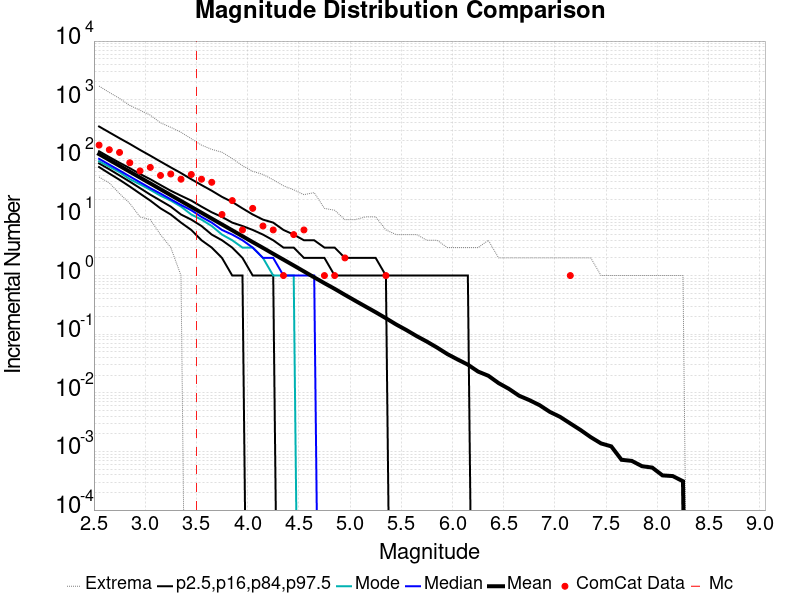 Magnitude Distribution Comparison
10^4
10^3
10^2
10^1
10^0
10^-1
10^-2
10^-3
10^-4
Incremental Number
2.5 3.0 3.5 4.0 4.5 5.0 5.5 6.0 6.5 7.0 7.5 8.0 8.5 9.0
Magnitude
Extrema p2.5,p16,p84,p97.5 Mode Median Mean ComCat Data Mc